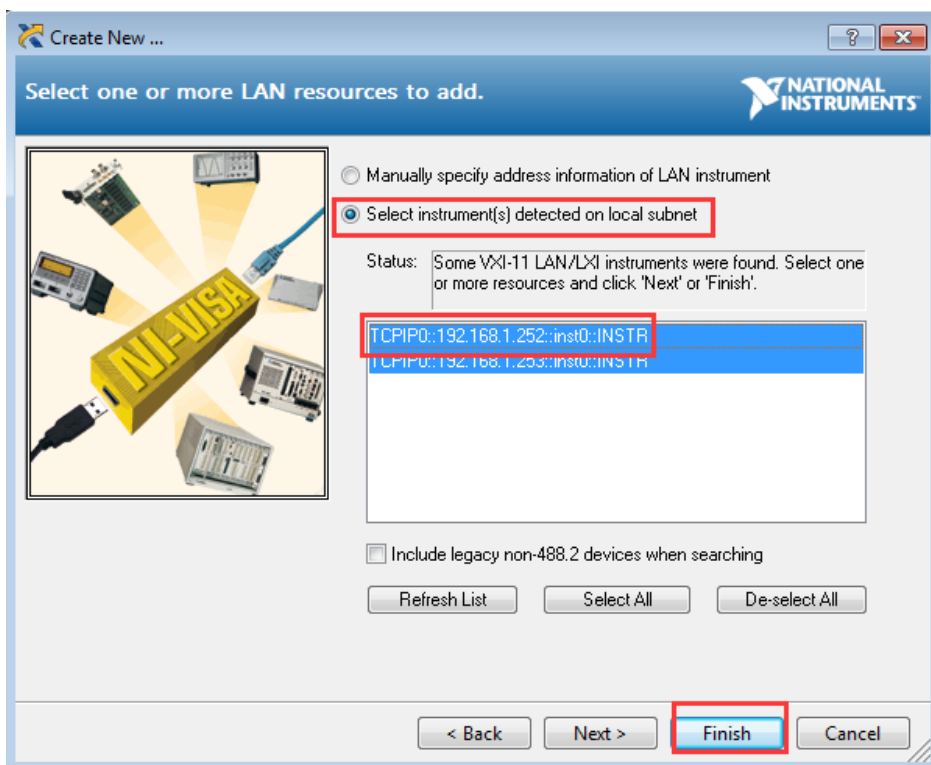 Create New ...
Select one or more LAN resources to add.
NATIONAL
INSTRUMENTS
NI-VISA
Manually specify address information of LAN instrument
Select instrument(s) detected on local subnet
Status:
Some VXI-11 LAN/LXI instruments were found. Select one
or more resources and click 'Next' or 'Finish'.
TCPIP0::192.168.1.252::inst0::INSTR
TCPIP0::192.168.1.253::inst0::INSTR
Include legacy non-488.2 devices when searching
Refresh List
Select All
De-select All
< Back
Next >
Finish
Cancel